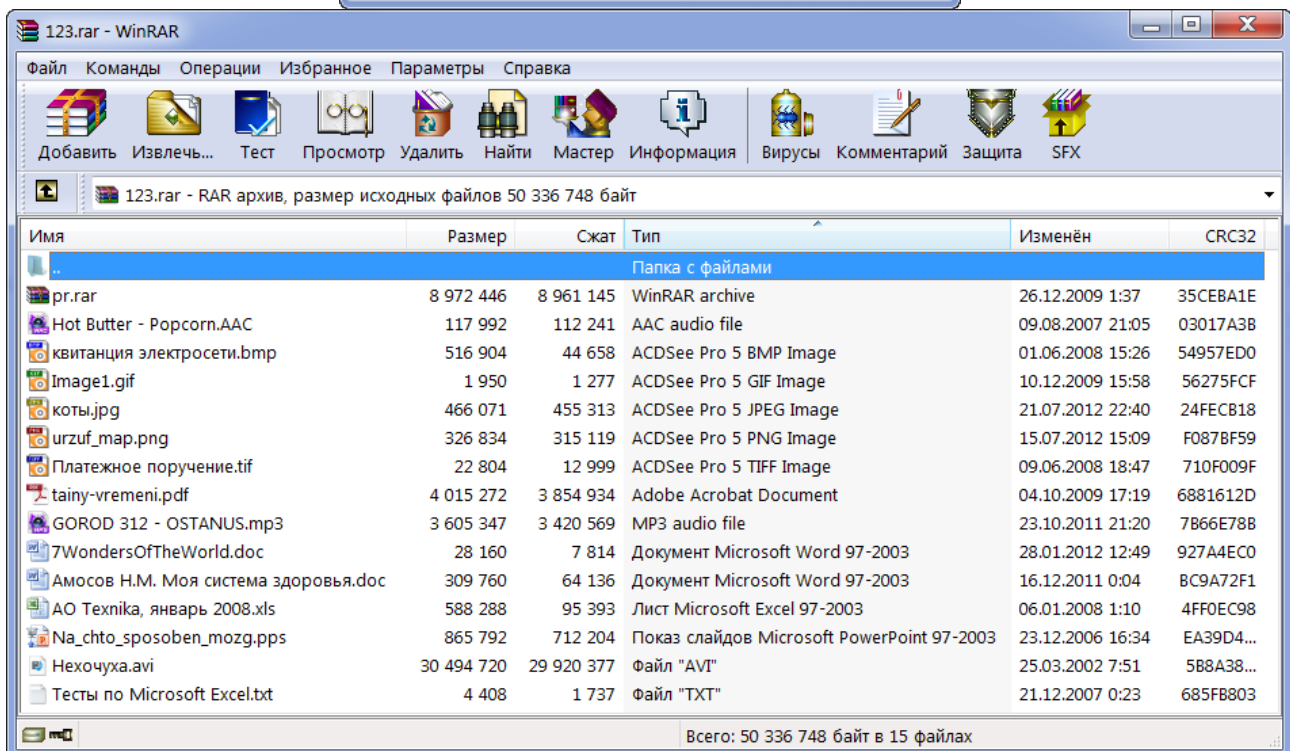 123.rar - WinRAR
Файл Команды Операции Избранное Параметры Справка
Добавить Извлечь... Тест Просмотр Удалить Найти Мастер Информация Вирусы Комментарий Защита SFX
123.rar - RAR архив, размер исходных файлов 50 336 748 байт
Имя Размер Сжат Тип Изменён CRC32
.. Папка с файлами
pr.rar 8 972 446 8 961 145 WinRAR archive 26.12.2009 1:37 35CEBA1E
Hot Butter - Popcorn.AAC 117 992 112 241 AAC audio file 09.08.2007 21:05 03017A3B
квитанция электросети.bmp 516 904 44 658 ACDSee Pro 5 BMP Image 01.06.2008 15:26 54957ED0
Image1.gif 1 950 1 277 ACDSee Pro 5 GIF Image 10.12.2009 15:58 56275FCF
коты.jpg 466 071 455 313 ACDSee Pro 5 JPEG Image 21.07.2012 22:40 24FECB18
urzuf_map.png 326 834 315 119 ACDSee Pro 5 PNG Image 15.07.2012 15:09 F087BF59
Платежное поручение.tif 22 804 12 999 ACDSee Pro 5 TIFF Image 09.06.2008 18:47 710F009F
tainy-vremeni.pdf 4 015 272 3 854 934 Adobe Acrobat Document 04.10.2009 17:19 6881612D
GOROD 312 - OSTANUS.mp3 3 605 347 3 420 569 MP3 audio file 23.10.2011 21:20 7B66E78B
7WondersOfTheWorld.doc 28 160 7 814 Документ Microsoft Word 97-2003 28.01.2012 12:49 927A4EC0
Амосов Н.М. Моя система здоровья.doc 309 760 64 136 Документ Microsoft Word 97-2003 16.12.2011 0:04 BC9A72F1
АО Texnika, январь 2008.xls 588 288 95 393 Лист Microsoft Excel 97-2003 06.01.2008 1:10 4FF0EC98
Na_chto_sposoben_mozg.pps 865 792 712 204 Показ слайдов Microsoft PowerPoint 97-2003 23.12.2006 16:34 EA39D4...
Нехочуха.avi 30 494 720 29 920 377 Файл "AVI" 25.03.2002 7:51 5B8A38...
Тесты по Microsoft Excel.txt 4 408 1 737 Файл "TXT" 21.12.2007 0:23 685FB803
Всего: 50 336 748 байт в 15 файлах